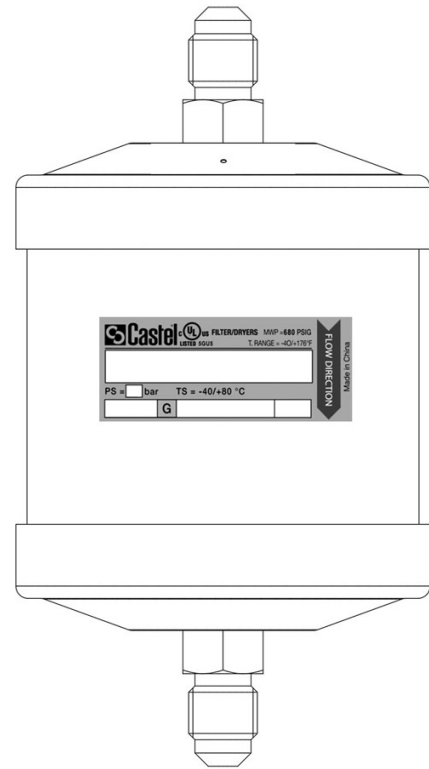 Castel c UL us FILTER/DRYERS MWP =680 PSIG
LISTED SGUS T. RANGE = -40/+176°F
PS = bar TS = -40/+80 °C
G
FLOW DIRECTION
Made in China